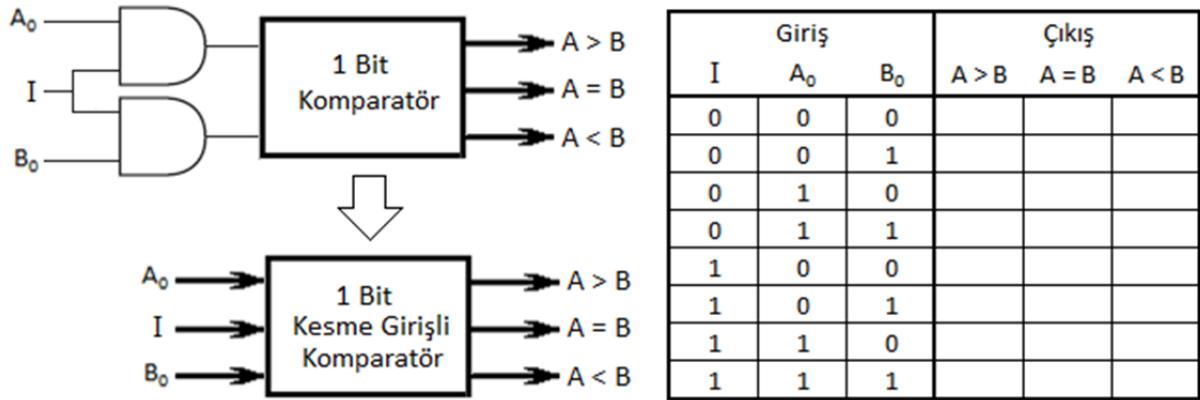 A₀
I
B₀
1 Bit
Komparatör
A > B
A = B
A < B
A₀
I
B₀
1 Bit
Kesme Girişli
Komparatör
A > B
A = B
A < B
Giriş Çıkış
I A₀ B₀ A > B A = B A < B
0 0 0
0 0 1
0 1 0
0 1 1
1 0 0
1 0 1
1 1 0
1 1 1